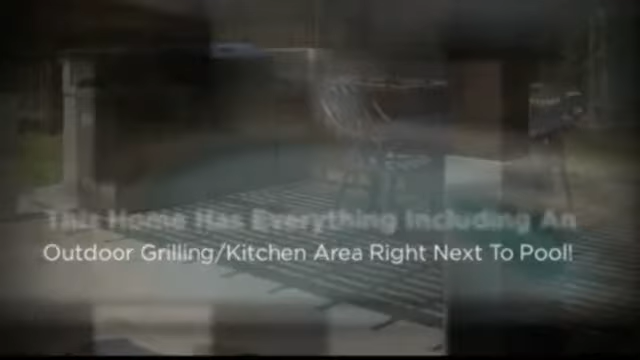 This Home Has Everything Including An
Outdoor Grilling/Kitchen Area Right Next To Pool!